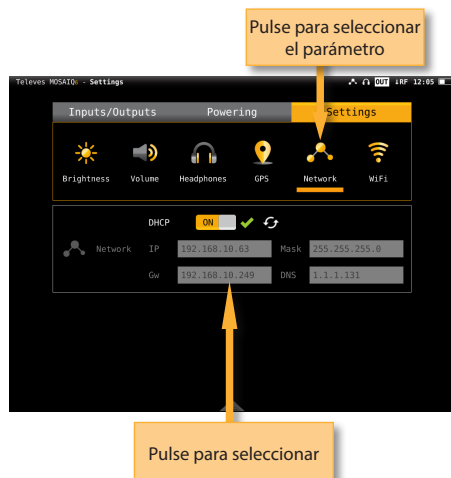 Pulse para seleccionar
el parámetro
Televes MOSAIQ6 - Settings OUT ↓RF 12:05
Inputs/Outputs Powering Settings
Brightness Volume Headphones GPS Network WiFi
DHCP ON
Network IP 192.168.10.63 Mask 255.255.255.0
Gw 192.168.10.249 DNS 1.1.1.131
Pulse para seleccionar